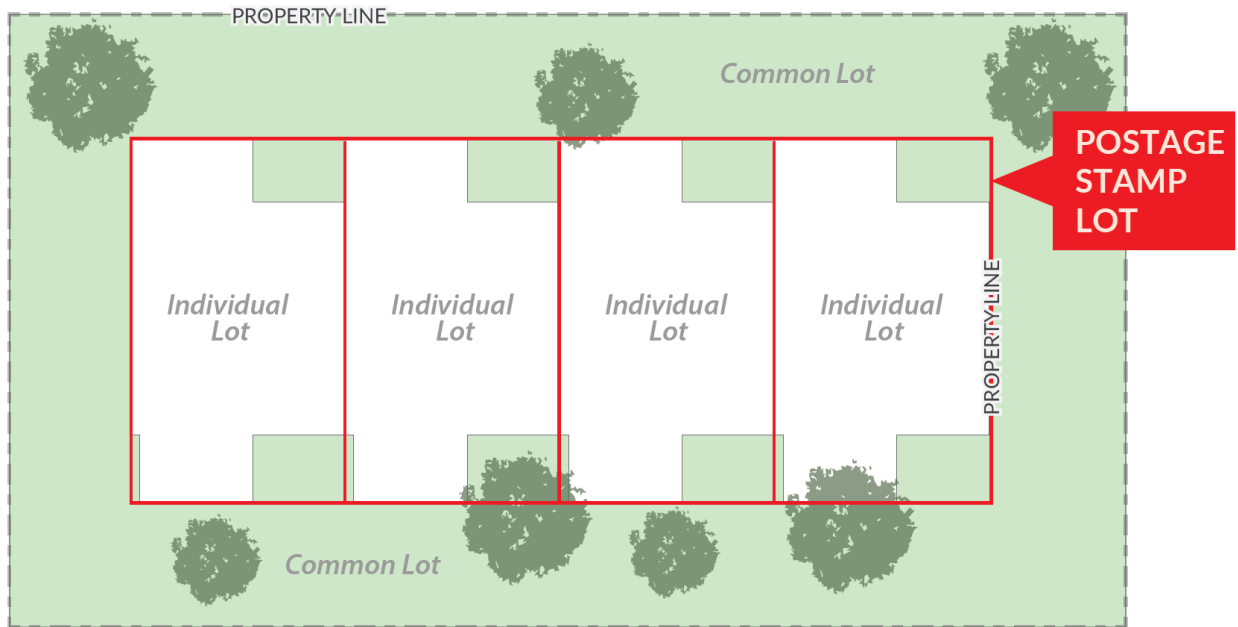 PROPERTY LINE
Common Lot
POSTAGE
STAMP
LOT
Individual
Lot
Individual
Lot
Individual
Lot
Individual
Lot
PROPERTY LINE
Common Lot